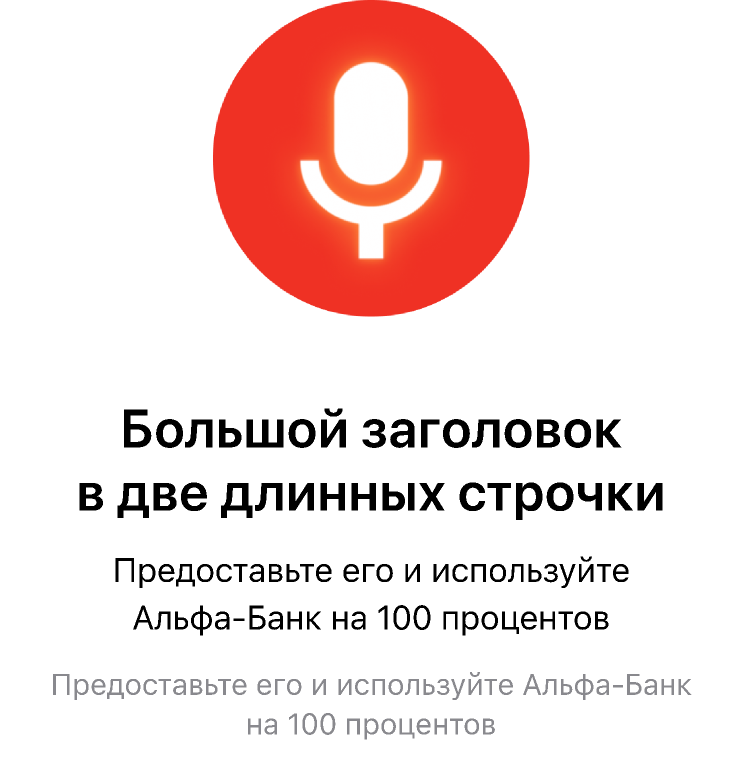 Большой заголовок
в две длинных строчки
Предоставьте его и используйте
Альфа-Банк на 100 процентов
Предоставьте его и используйте Альфа-Банк
на 100 процентов